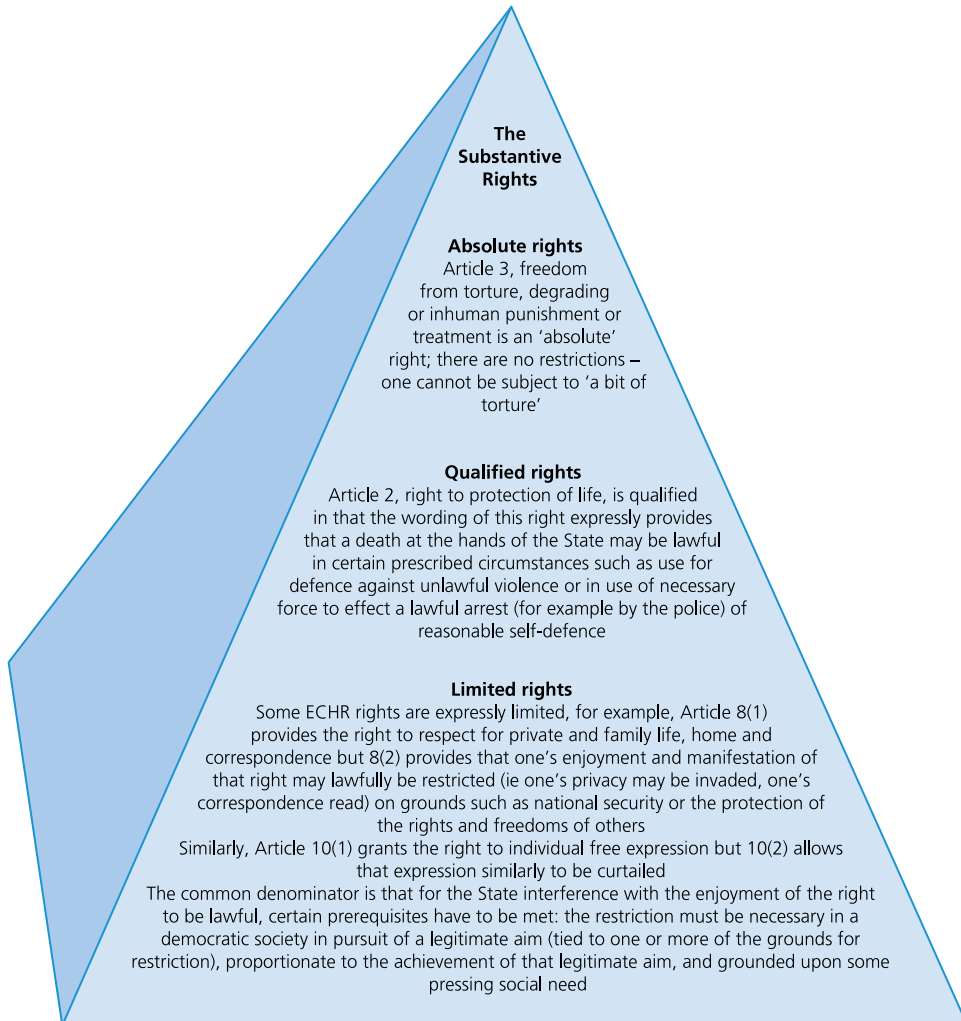 The
Substantive
Rights
Absolute rights
Article 3, freedom
from torture, degrading
or inhuman punishment or
treatment is an ‘absolute’
right; there are no restrictions –
one cannot be subject to ‘a bit of
torture’
Qualified rights
Article 2, right to protection of life, is qualified
in that the wording of this right expressly provides
that a death at the hands of the State may be lawful
in certain prescribed circumstances such as use for
defence against unlawful violence or in use of necessary
force to effect a lawful arrest (for example by the police) of
reasonable self-defence
Limited rights
Some ECHR rights are expressly limited, for example, Article 8(1)
provides the right to respect for private and family life, home and
correspondence but 8(2) provides that one’s enjoyment and manifestation of
that right may lawfully be restricted (ie one’s privacy may be invaded, one’s
correspondence read) on grounds such as national security or the protection of
the rights and freedoms of others
Similarly, Article 10(1) grants the right to individual free expression but 10(2) allows
that expression similarly to be curtailed
The common denominator is that for the State interference with the enjoyment of the right
to be lawful, certain prerequisites have to be met: the restriction must be necessary in a
democratic society in pursuit of a legitimate aim (tied to one or more of the grounds for
restriction), proportionate to the achievement of that legitimate aim, and grounded upon some
pressing social need